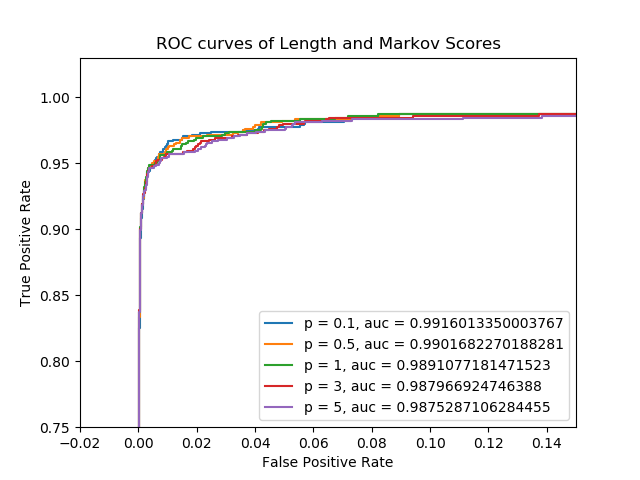 ROC curves of Length and Markov Scores
True Positive Rate
1.00
0.95
0.90
0.85
0.80
0.75
p = 0.1, auc = 0.9916013350003767
p = 0.5, auc = 0.9901682270188281
p = 1, auc = 0.9891077181471523
p = 3, auc = 0.987966924746388
p = 5, auc = 0.9875287106284455
−0.02 0.00 0.02 0.04 0.06 0.08 0.10 0.12 0.14
False Positive Rate